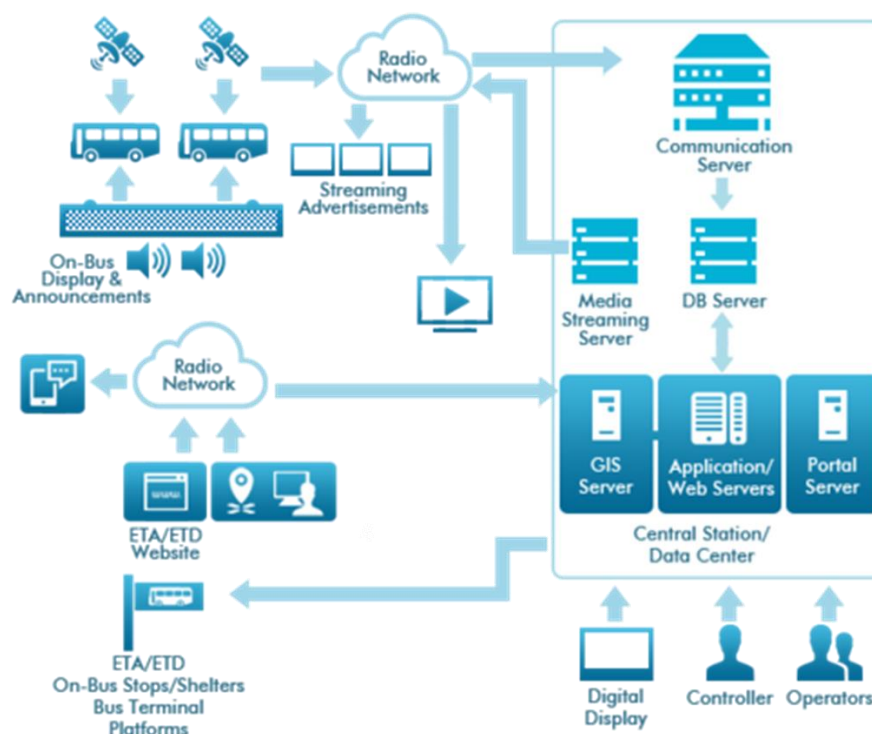 Radio
Network
Communication
Server
Streaming
Advertisements
On-Bus
Display &
Announcements
Media
Streaming
Server
DB Server
Radio
Network
www
GIS
Server
Application/
Web Servers
Portal
Server
ETA/ETD
Website
Central Station/
Data Center
ETA/ETD
On-Bus Stops/Shelters
Bus Terminal
Platforms
Digital
Display
Controller
Operators